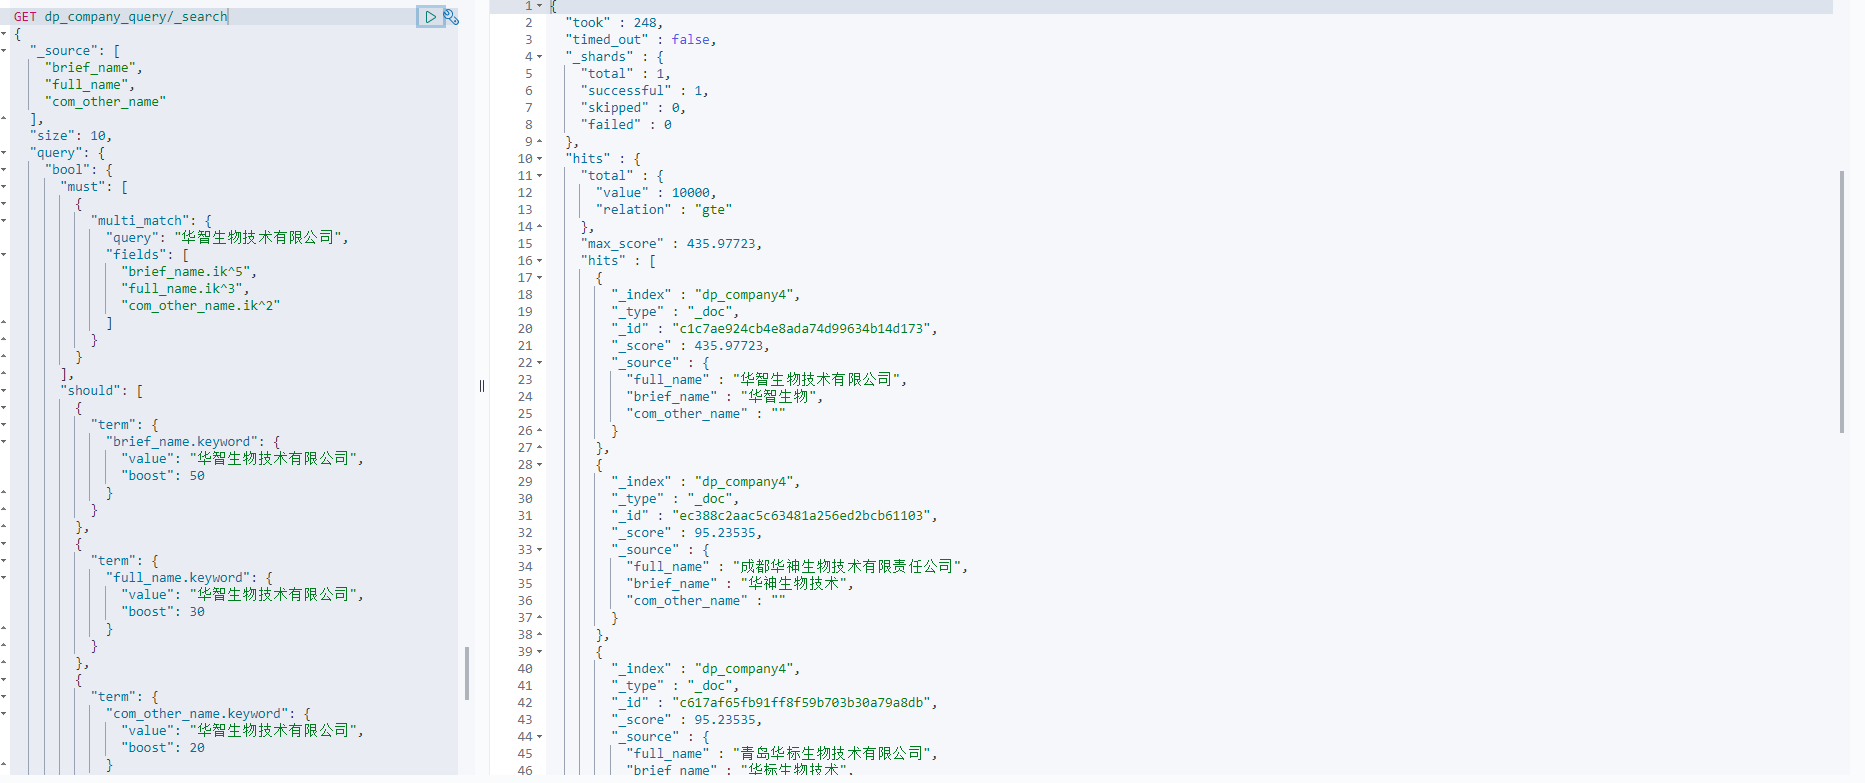 GET dp_company_query/_search
{
"_source": [
"brief_name",
"full_name",
"com_other_name"
],
"size": 10,
"query": {
"bool": {
"must": [
{
"multi_match": {
"query": "华智生物技术有限公司",
"fields": [
"brief_name.ik^5",
"full_name.ik^3",
"com_other_name.ik^2"
]
}
}
],
"should": [
{
"term": {
"brief_name.keyword": {
"value": "华智生物技术有限公司",
"boost": 50
}
}
},
{
"term": {
"full_name.keyword": {
"value": "华智生物技术有限公司",
"boost": 30
}
}
},
{
"term": {
"com_other_name.keyword": {
"value": "华智生物技术有限公司",
"boost": 20
}
1 {
2 "took" : 248,
3 "timed_out" : false,
4 "_shards" : {
5 "total" : 1,
6 "successful" : 1,
7 "skipped" : 0,
8 "failed" : 0
9 },
10 "hits" : {
11 "total" : {
12 "value" : 10000,
13 "relation" : "gte"
14 },
15 "max_score" : 435.97723,
16 "hits" : [
17 {
18 "_index" : "dp_company4",
19 "_type" : "_doc",
20 "_id" : "c1c7ae924cb4e8ada74d99634b14d173",
21 "_score" : 435.97723,
22 "_source" : {
23 "full_name" : "华智生物技术有限公司",
24 "brief_name" : "华智生物",
25 "com_other_name" : ""
26 }
27 },
28 {
29 "_index" : "dp_company4",
30 "_type" : "_doc",
31 "_id" : "ec388c2aac5c63481a256ed2bcb61103",
32 "_score" : 95.23535,
33 "_source" : {
34 "full_name" : "成都华神生物技术有限责任公司",
35 "brief_name" : "华神生物技术",
36 "com_other_name" : ""
37 }
38 },
39 {
40 "_index" : "dp_company4",
41 "_type" : "_doc",
42 "_id" : "c617af65fb91ff8f59b703b30a79a8db",
43 "_score" : 95.23535,
44 "_source" : {
45 "full_name" : "青岛华标生物技术有限公司",
46 "brief_name" : "华标生物技术",